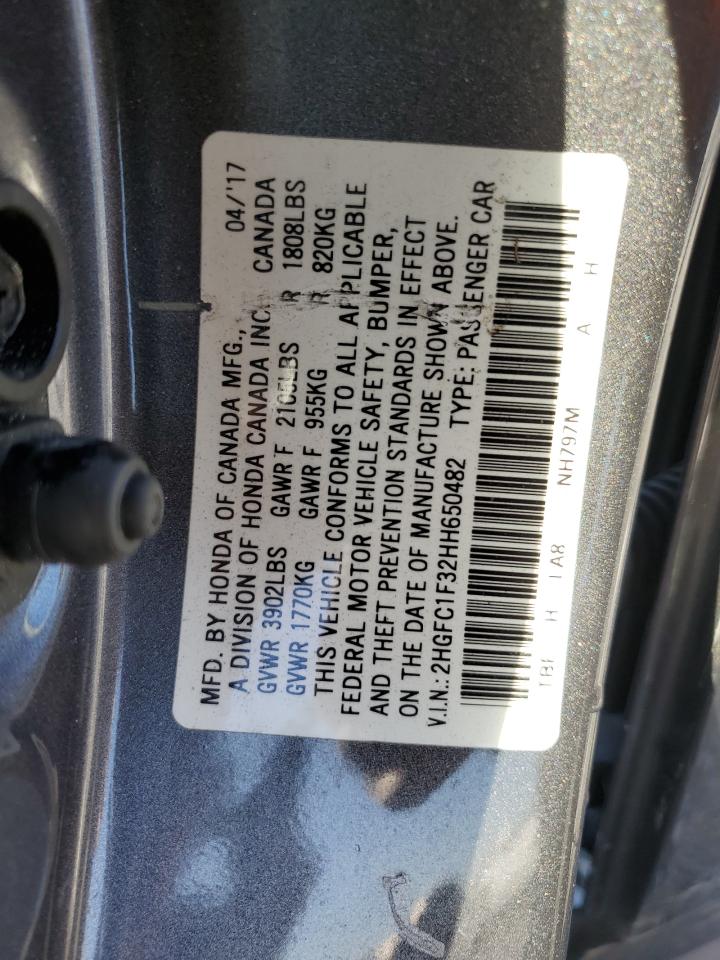 MFD. BY HONDA OF CANADA MFG., 04/'17
A DIVISION OF HONDA CANADA INC. CANADA
GVWR 3902LBS GAWR F 2105LBS R 1808LBS
GVWR 1770KG GAWR F 955KG R 820KG
THIS VEHICLE CONFORMS TO ALL APPLICABLE
FEDERAL MOTOR VEHICLE SAFETY, BUMPER,
AND THEFT PREVENTION STANDARDS IN EFFECT
ON THE DATE OF MANUFACTURE SHOWN ABOVE.
V.I.N.: 2HGFC1F32HH650482 TYPE: PASSENGER CAR
H NH797M A H